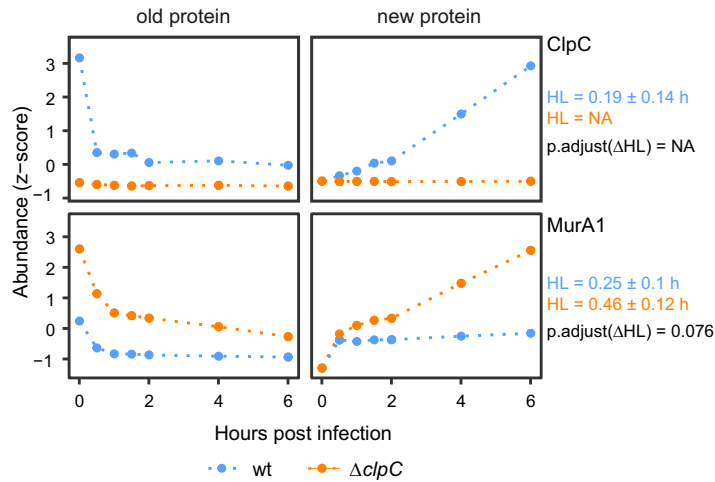 old protein
new protein
ClpC
3
2
1
0
−1
HL = 0.19 ± 0.14 h
HL = NA
p.adjust(ΔHL) = NA
Abundance (z−score)
MurA1
3
2
1
0
−1
HL = 0.25 ± 0.1 h
HL = 0.46 ± 0.12 h
p.adjust(ΔHL) = 0.076
0 2 4 6
0 2 4 6
Hours post infection
wt
ΔclpC